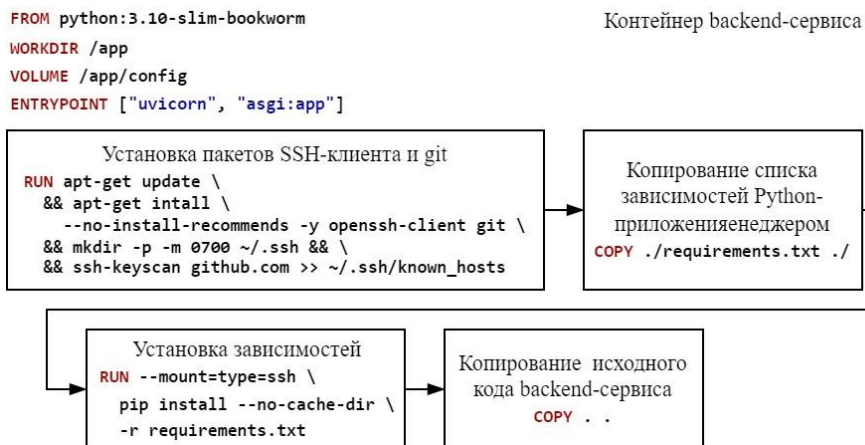 FROM python:3.10-slim-bookworm
Контейнер backend-сервиса
WORKDIR /app
VOLUME /app/config
ENTRYPOINT ["uvicorn", "asgi:app"]
Установка пакетов SSH-клиента и git
RUN apt-get update \
&& apt-get intall \
--no-install-recommends -y openssh-client git \
&& mkdir -p -m 0700 ~/.ssh && \
&& ssh-keyscan github.com >> ~/.ssh/known_hosts
Копирование списка
зависимостей Python-
приложенияенеджером
COPY ./requirements.txt ./
Установка зависимостей
RUN --mount=type=ssh \
pip install --no-cache-dir \
-r requirements.txt
Копирование исходного
кода backend-сервиса
COPY . .